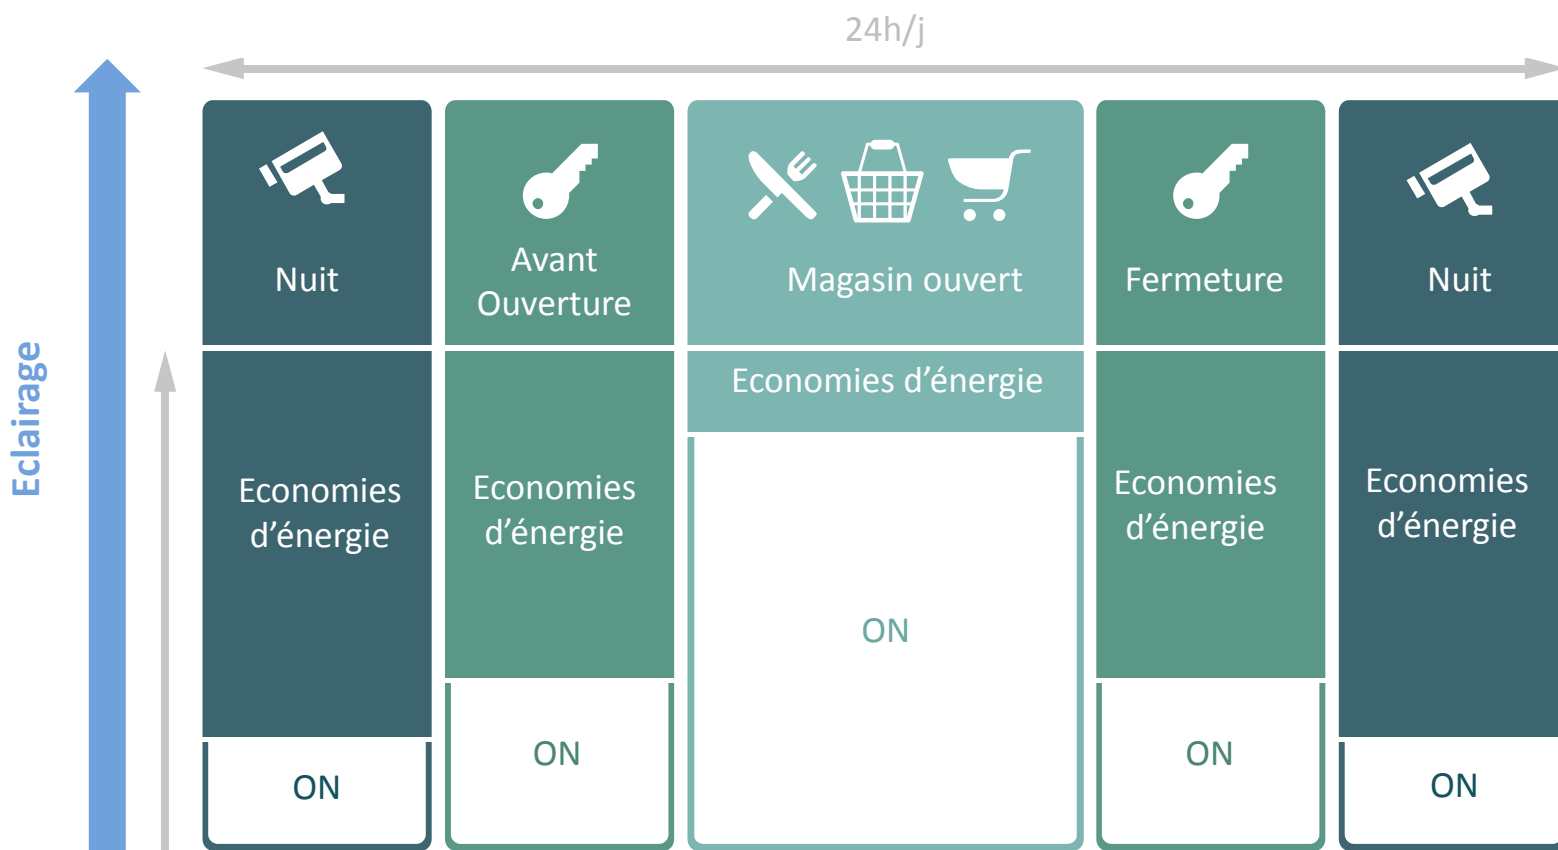 24h/j
Eclairage
Nuit
Avant
Ouverture
Magasin ouvert
Fermeture
Nuit
Economies
d’énergie
Economies
d’énergie
Economies d’énergie
Economies
d’énergie
Economies
d’énergie
ON
ON
ON
ON
ON